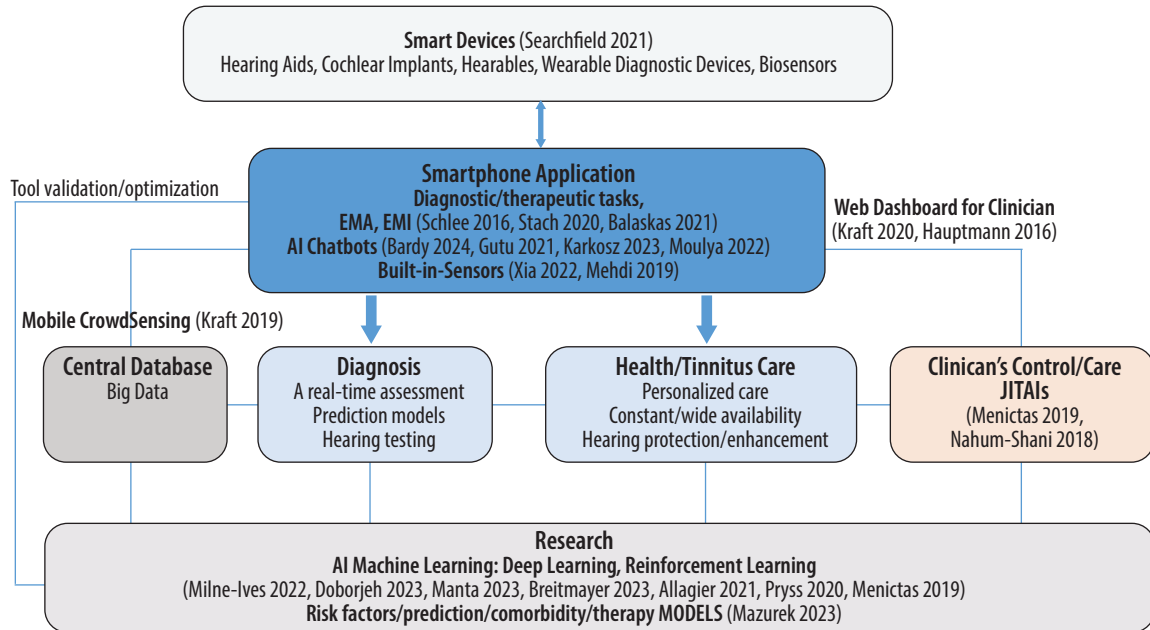 Smart Devices (Searchfield 2021)
Hearing Aids, Cochlear Implants, Hearables, Wearable Diagnostic Devices, Biosensors
Smartphone Application
Diagnostic/therapeutic tasks,
EMA, EMI (Schlee 2016, Stach 2020, Balaskas 2021)
AI Chatbots (Bardy 2024, Gutu 2021, Karkosz 2023, Moulya 2022)
Built-in-Sensors (Xia 2022, Mehdi 2019)
Tool validation/optimization
Web Dashboard for Clinician
(Kraft 2020, Hauptmann 2016)
Mobile CrowdSensing (Kraft 2019)
Central Database
Big Data
Diagnosis
A real-time assessment
Prediction models
Hearing testing
Health/Tinnitus Care
Personalized care
Constant/wide availability
Hearing protection/enhancement
Clinican's Control/Care
JITAIs
(Menictas 2019,
Nahum-Shani 2018)
Research
AI Machine Learning: Deep Learning, Reinforcement Learning
(Milne-Ives 2022, Doborjeh 2023, Manta 2023, Breitmayer 2023, Allagier 2021, Pryss 2020, Menictas 2019)
Risk factors/prediction/comorbidity/therapy MODELS (Mazurek 2023)